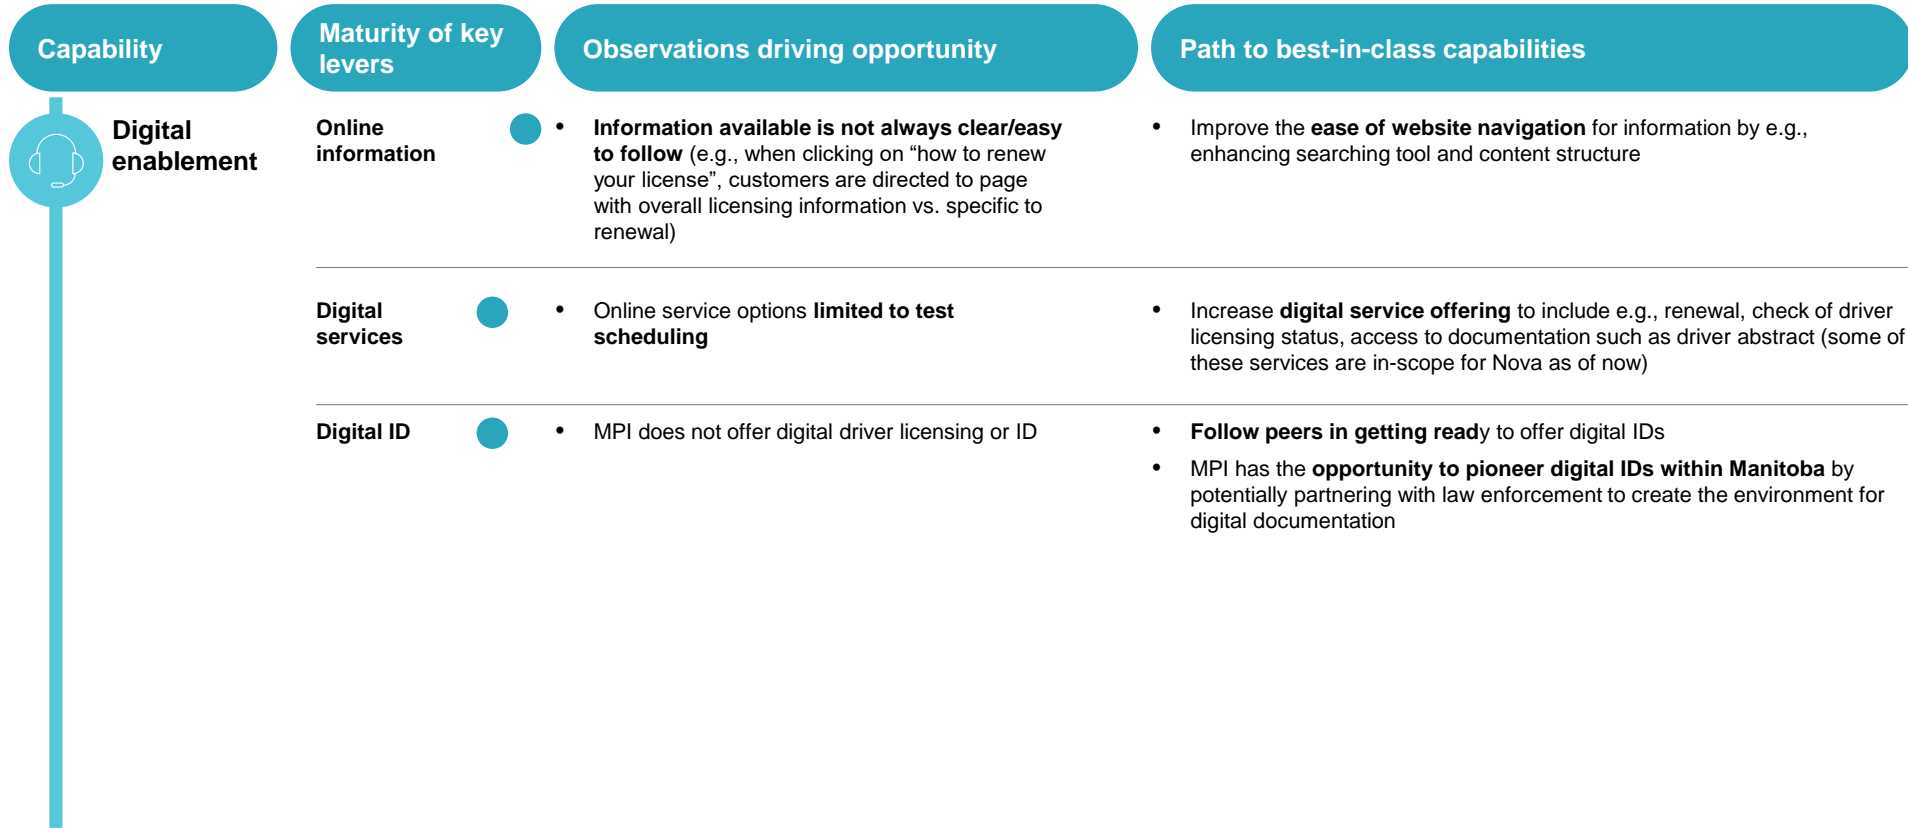 Capability
Maturity of key
levers
Observations driving opportunity
Path to best-in-class capabilities
Digital
enablement
Online
information
• Information available is not always clear/easy
to follow (e.g., when clicking on “how to renew
your license”, customers are directed to page
with overall licensing information vs. specific to
renewal)
• Improve the ease of website navigation for information by e.g.,
enhancing searching tool and content structure
Digital
services
• Online service options limited to test
scheduling
• Increase digital service offering to include e.g., renewal, check of driver
licensing status, access to documentation such as driver abstract (some of
these services are in-scope for Nova as of now)
Digital ID
• MPI does not offer digital driver licensing or ID
• Follow peers in getting ready to offer digital IDs
• MPI has the opportunity to pioneer digital IDs within Manitoba by
potentially partnering with law enforcement to create the environment for
digital documentation